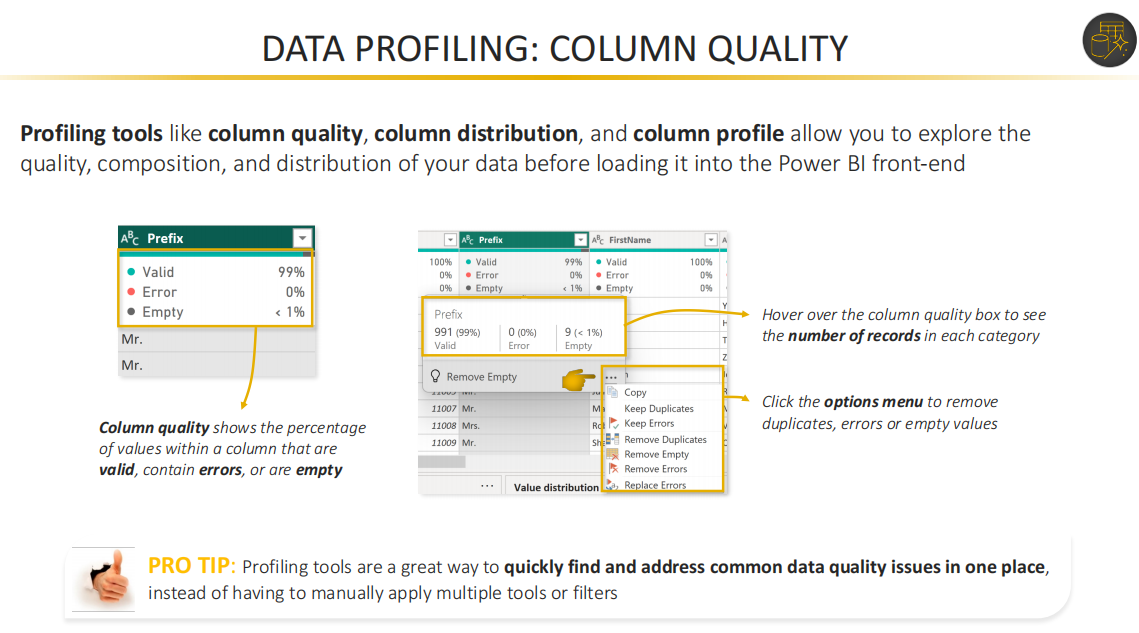 DATA PROFILING: COLUMN QUALITY
Profiling tools like column quality, column distribution, and column profile allow you to explore the
quality, composition, and distribution of your data before loading it into the Power BI front-end
ABC Prefix
Valid 99%
Error 0%
Empty < 1%
Mr.
Mr.
Column quality shows the percentage
of values within a column that are
valid, contain errors, or are empty
ABC Prefix ABC FirstName A
100% Valid 99% Valid 100%
0% Error 0% Error 0%
0% Empty < 1% Empty 0%
Prefix
991 (99%) 0 (0%) 9 (< 1%)
Valid Error Empty
Remove Empty
...
Copy
Keep Duplicates
Keep Errors
Remove Duplicates
Remove Empty
Remove Errors
Replace Errors
11007 Mr.
11008 Mrs.
11009 Mr.
... Value distribution
Hover over the column quality box to see
the number of records in each category
Click the options menu to remove
duplicates, errors or empty values
PRO TIP: Profiling tools are a great way to quickly find and address common data quality issues in one place,
instead of having to manually apply multiple tools or filters